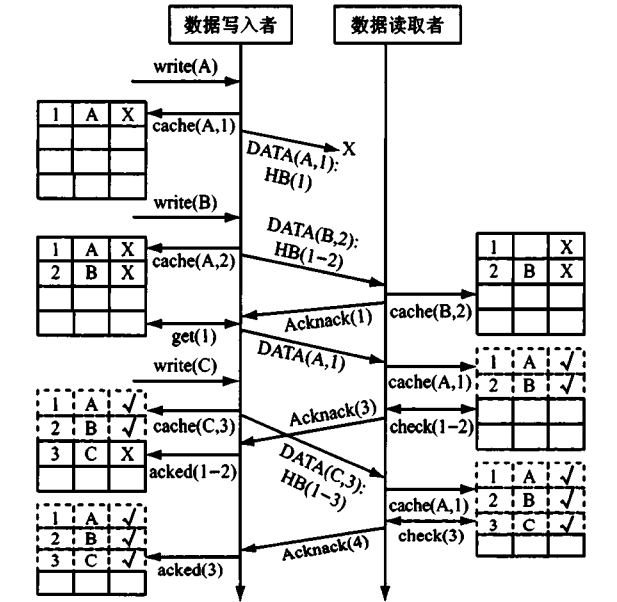 数据写入者 数据读取者
write(A)
1 A X
cache(A,1)
X
DATA(A,1):
HB(1)
write(B)
DATA(B,2):
HB(1-2)
1 A X
2 B X
cache(A,2)
1 X
2 B X
cache(B,2)
Acknack(1)
get(1)
DATA(A,1)
write(C)
1 A √
2 B √
cache(A,1)
1 A √
2 B √
3 C X
cache(C,3)
Acknack(3)
check(1-2)
acked(1-2)
DATA(C,3):
HB(1-3)
1 A √
2 B √
3 C √
cache(A,1)
check(3)
1 A √
2 B √
3 C √
Acknack(4)
acked(3)